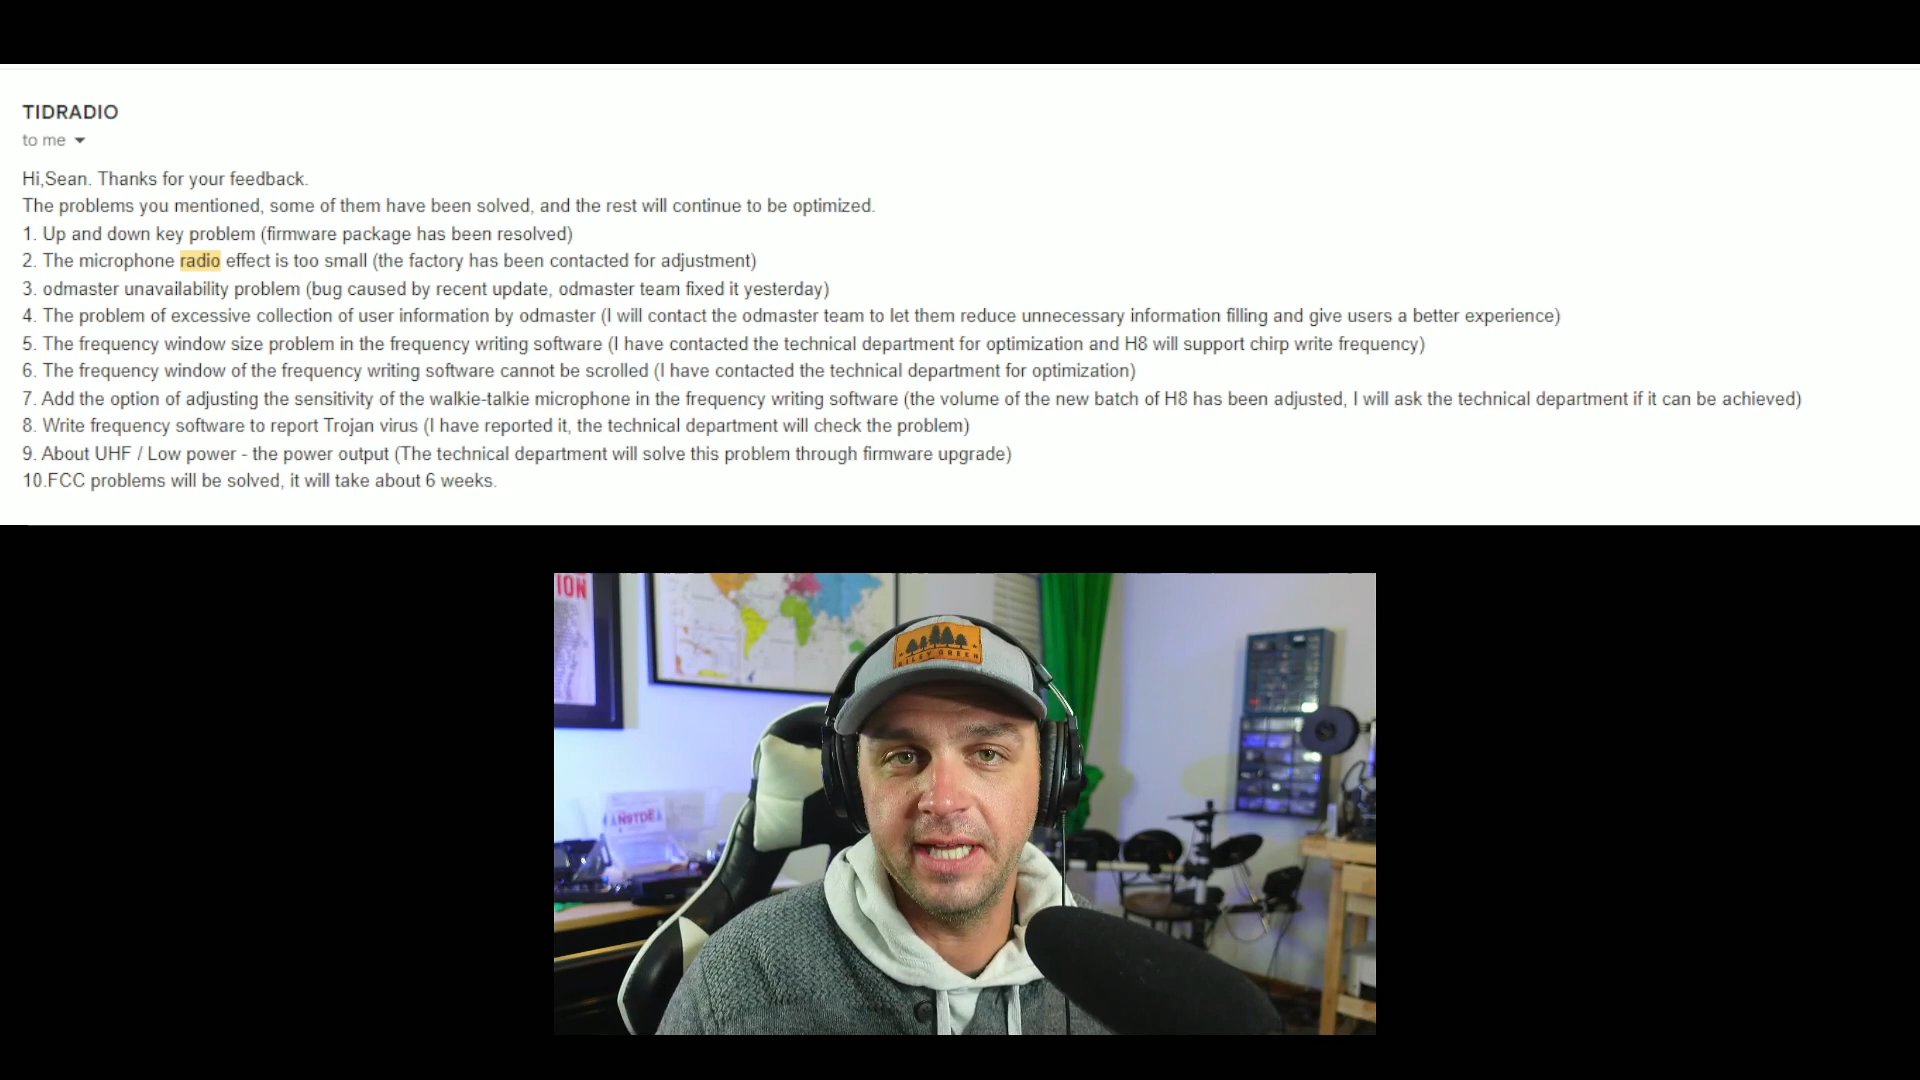 TIDRADIO
to me
Hi,Sean. Thanks for your feedback.
The problems you mentioned, some of them have been solved, and the rest will continue to be optimized.
1. Up and down key problem (firmware package has been resolved)
2. The microphone radio effect is too small (the factory has been contacted for adjustment)
3. odmaster unavailability problem (bug caused by recent update, odmaster team fixed it yesterday)
4. The problem of excessive collection of user information by odmaster (I will contact the odmaster team to let them reduce unnecessary information filling and give users a better experience)
5. The frequency window size problem in the frequency writing software (I have contacted the technical department for optimization and H8 will support chirp write frequency)
6. The frequency window of the frequency writing software cannot be scrolled (I have contacted the technical department for optimization)
7. Add the option of adjusting the sensitivity of the walkie-talkie microphone in the frequency writing software (the volume of the new batch of H8 has been adjusted, I will ask the technical department if it can be achieved)
8. Write frequency software to report Trojan virus (I have reported it, the technical department will check the problem)
9. About UHF / Low power - the power output (The technical department will solve this problem through firmware upgrade)
10.FCC problems will be solved, it will take about 6 weeks.
ION
RILEY GREEN
N9TDE